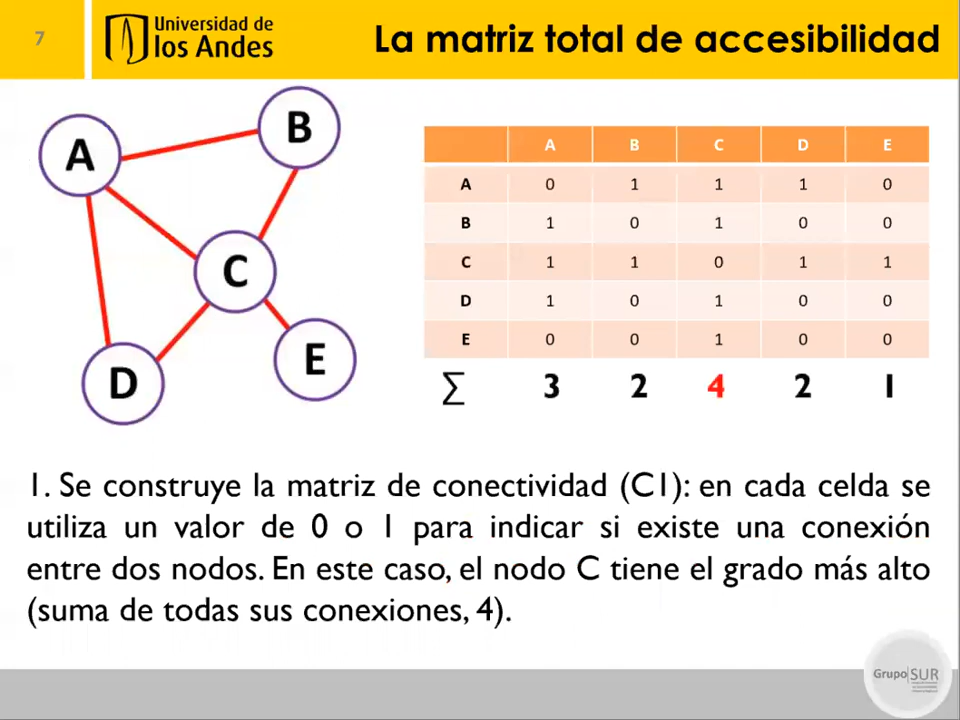 7
Universidad de
los Andes
La matriz total de accesibilidad
A
B
C
D
E
A B C D E
A 0 1 1 1 0
B 1 0 1 0 0
C 1 1 0 1 1
D 1 0 1 0 0
E 0 0 1 0 0
∑ 3 2 4 2 1
1. Se construye la matriz de conectividad (C1): en cada celda se
utiliza un valor de 0 o 1 para indicar si existe una conexión
entre dos nodos. En este caso, el nodo C tiene el grado más alto
(suma de todas sus conexiones, 4).
Grupo|SUR